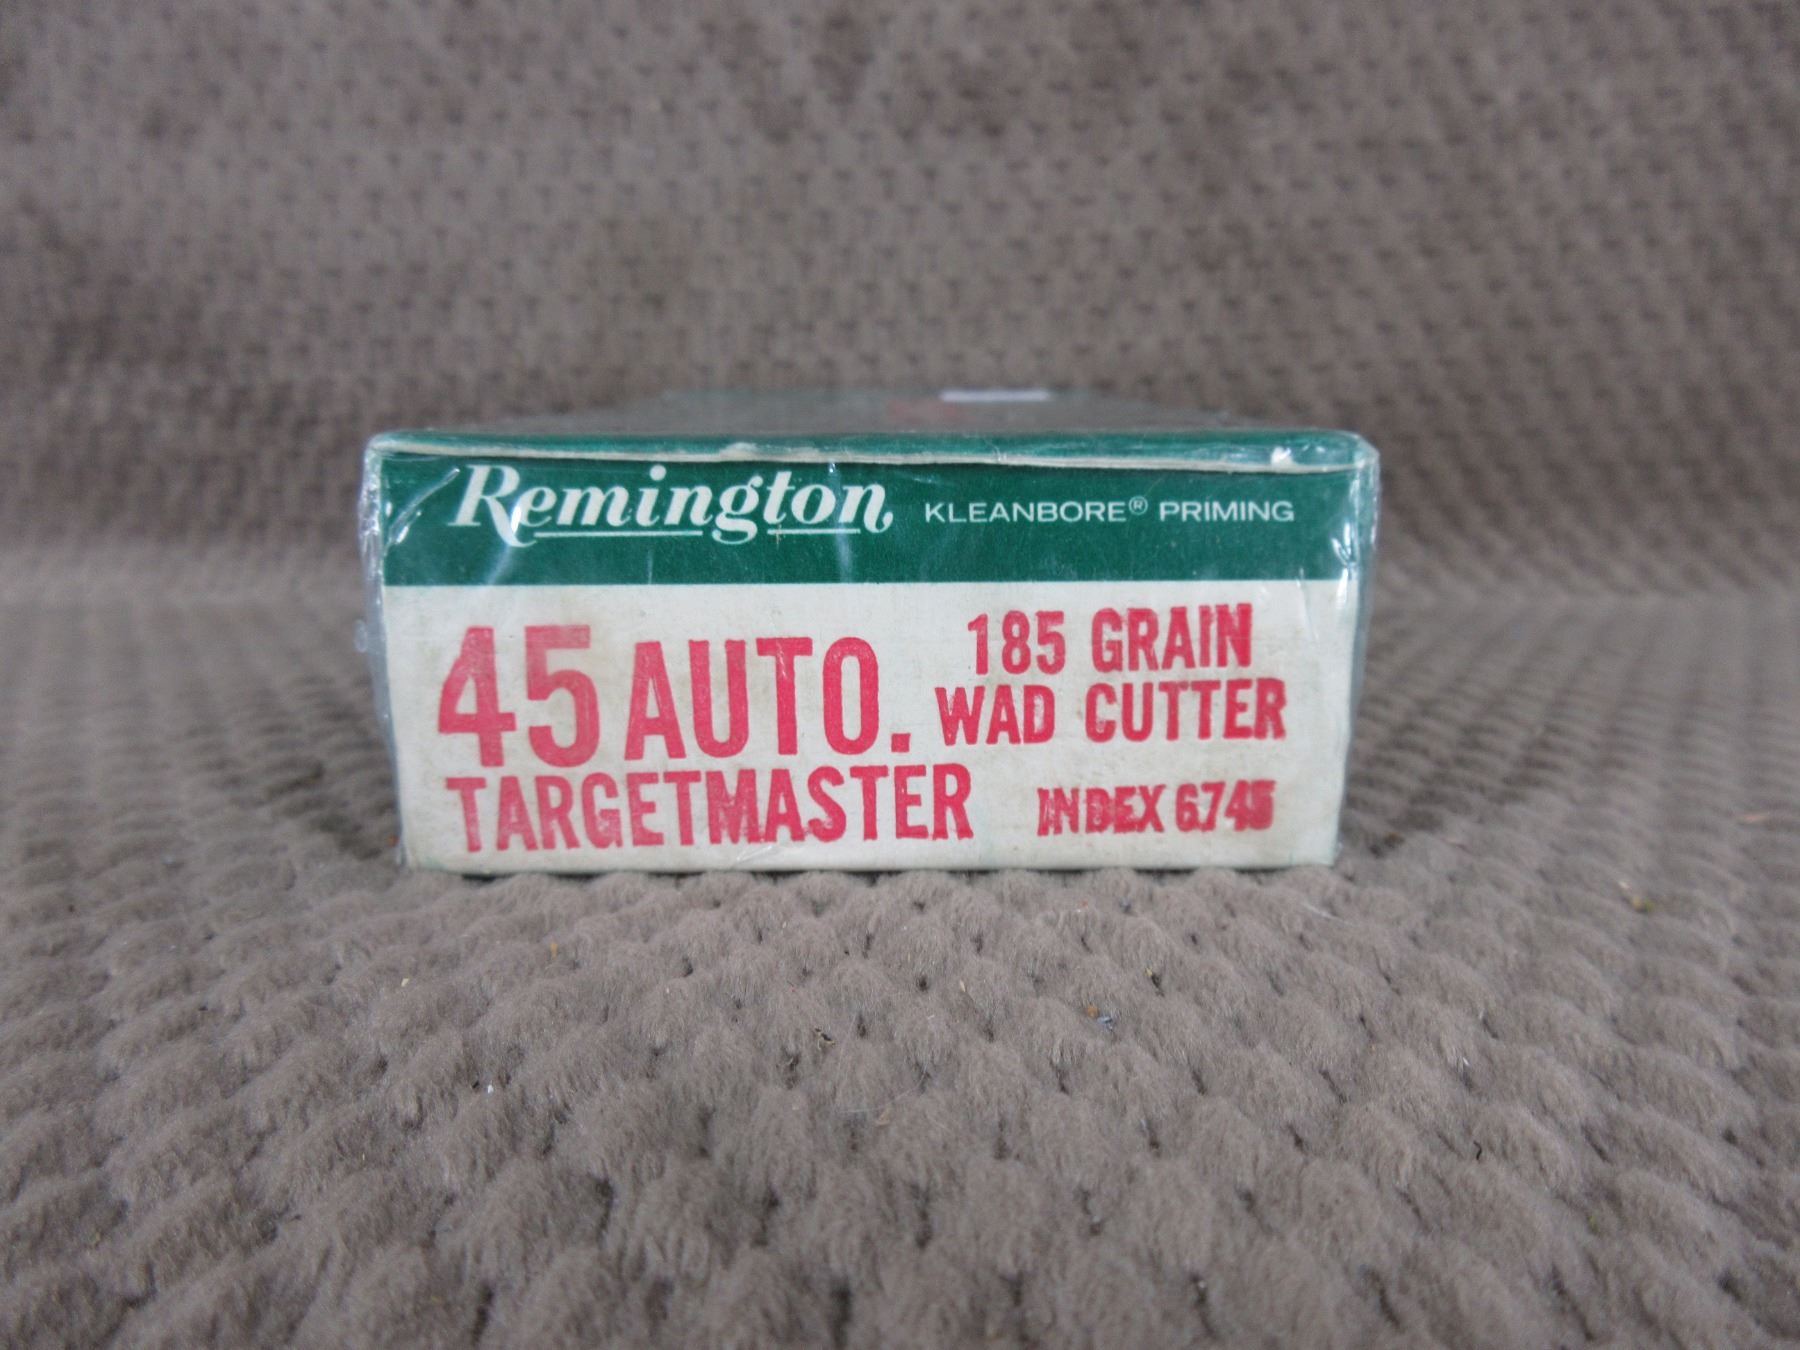 Remington, KLEANBORE® PRIMING
45 AUTO. 185 GRAIN
WAD CUTTER
TARGETMASTER INDEX 6745